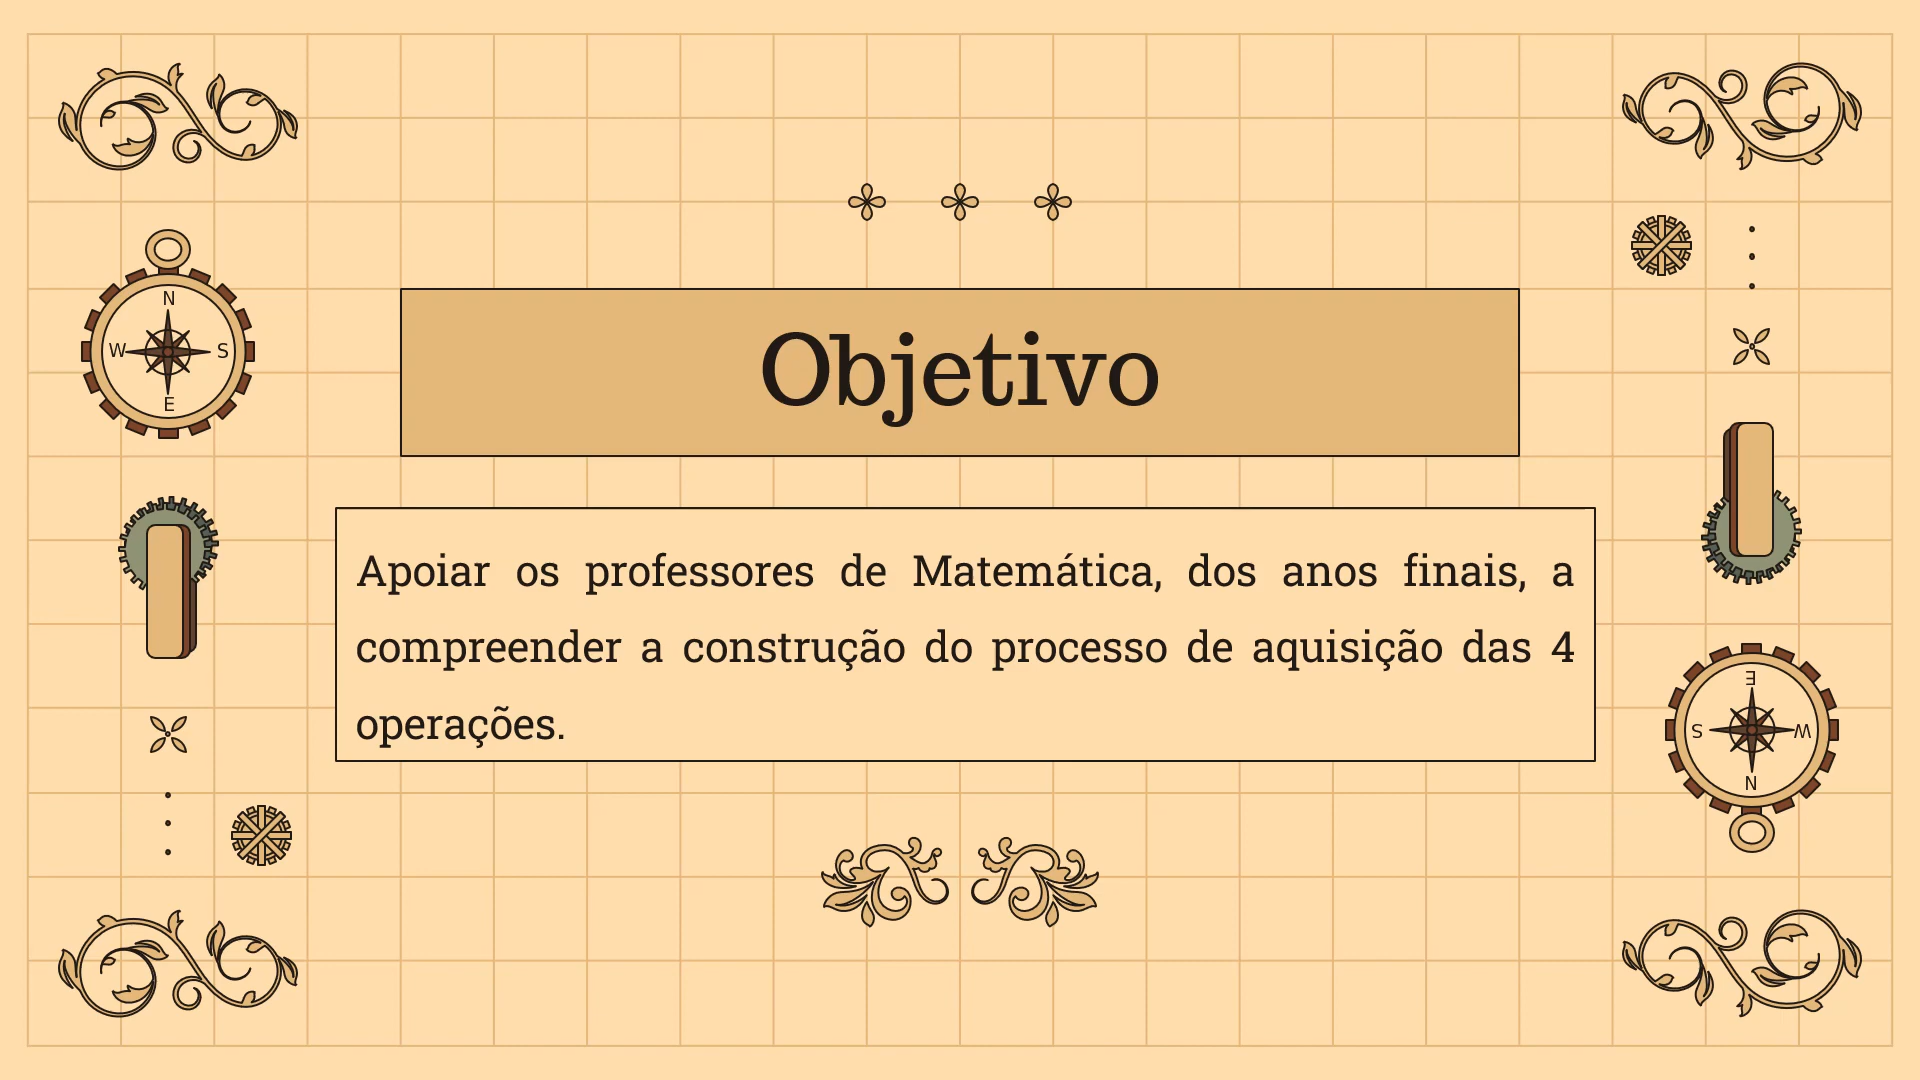 Objetivo
N
W S
E
Apoiar os professores de Matemática, dos anos finais, a
compreender a construção do processo de aquisição das 4
operações.
E
S W
N